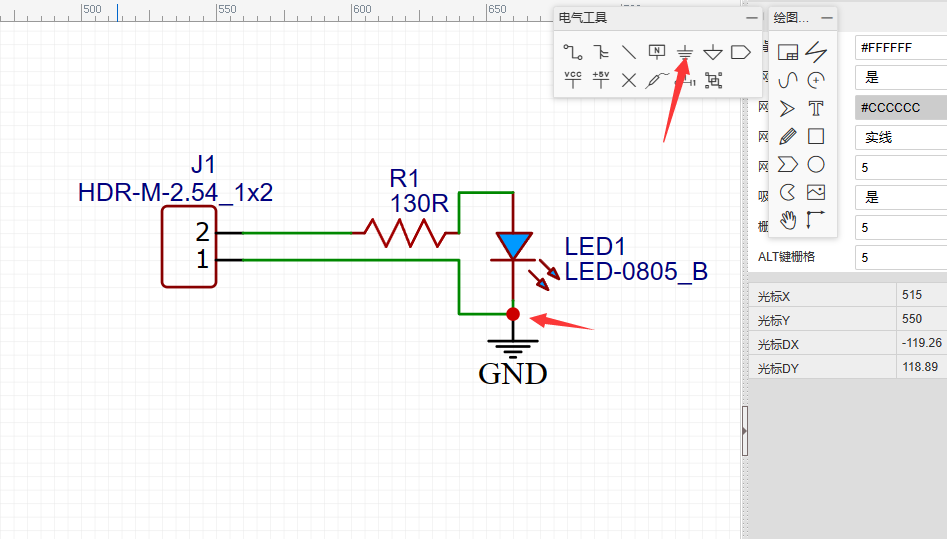 500
550
600
650
电气工具
绘图...
N
VCC
+5V
T
#FFFFFF
是
网
#CCCCCC
网
实线
网
5
吸
是
栅
5
ALT键栅格
5
光标X
515
光标Y
550
光标DX
-119.26
光标DY
118.89
J1
HDR-M-2.54_1x2
2
1
R1
130R
LED1
LED-0805_B
GND